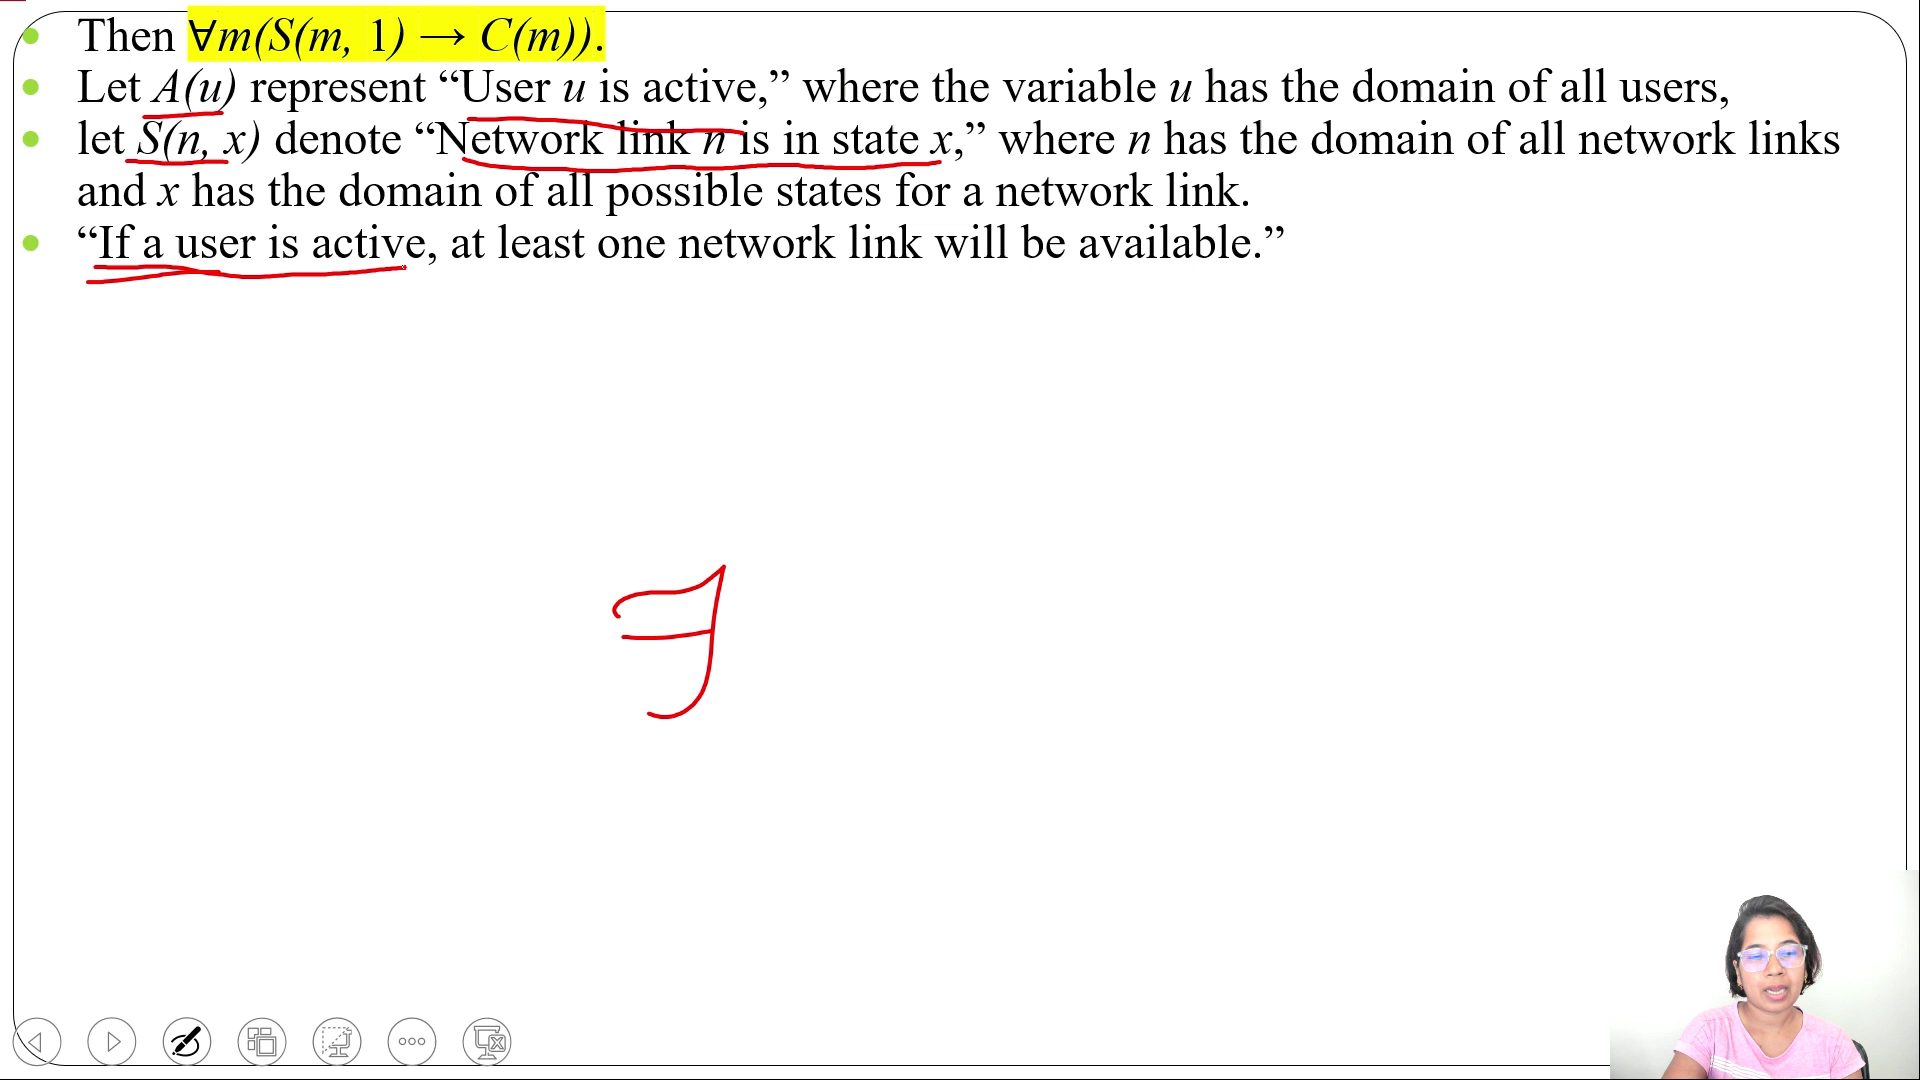 Then ∀m(S(m, 1) → C(m)).
Let A(u) represent “User u is active,” where the variable u has the domain of all users,
let S(n, x) denote “Network link n is in state x,” where n has the domain of all network links
and x has the domain of all possible states for a network link.
“If a user is active, at least one network link will be available.”
∃